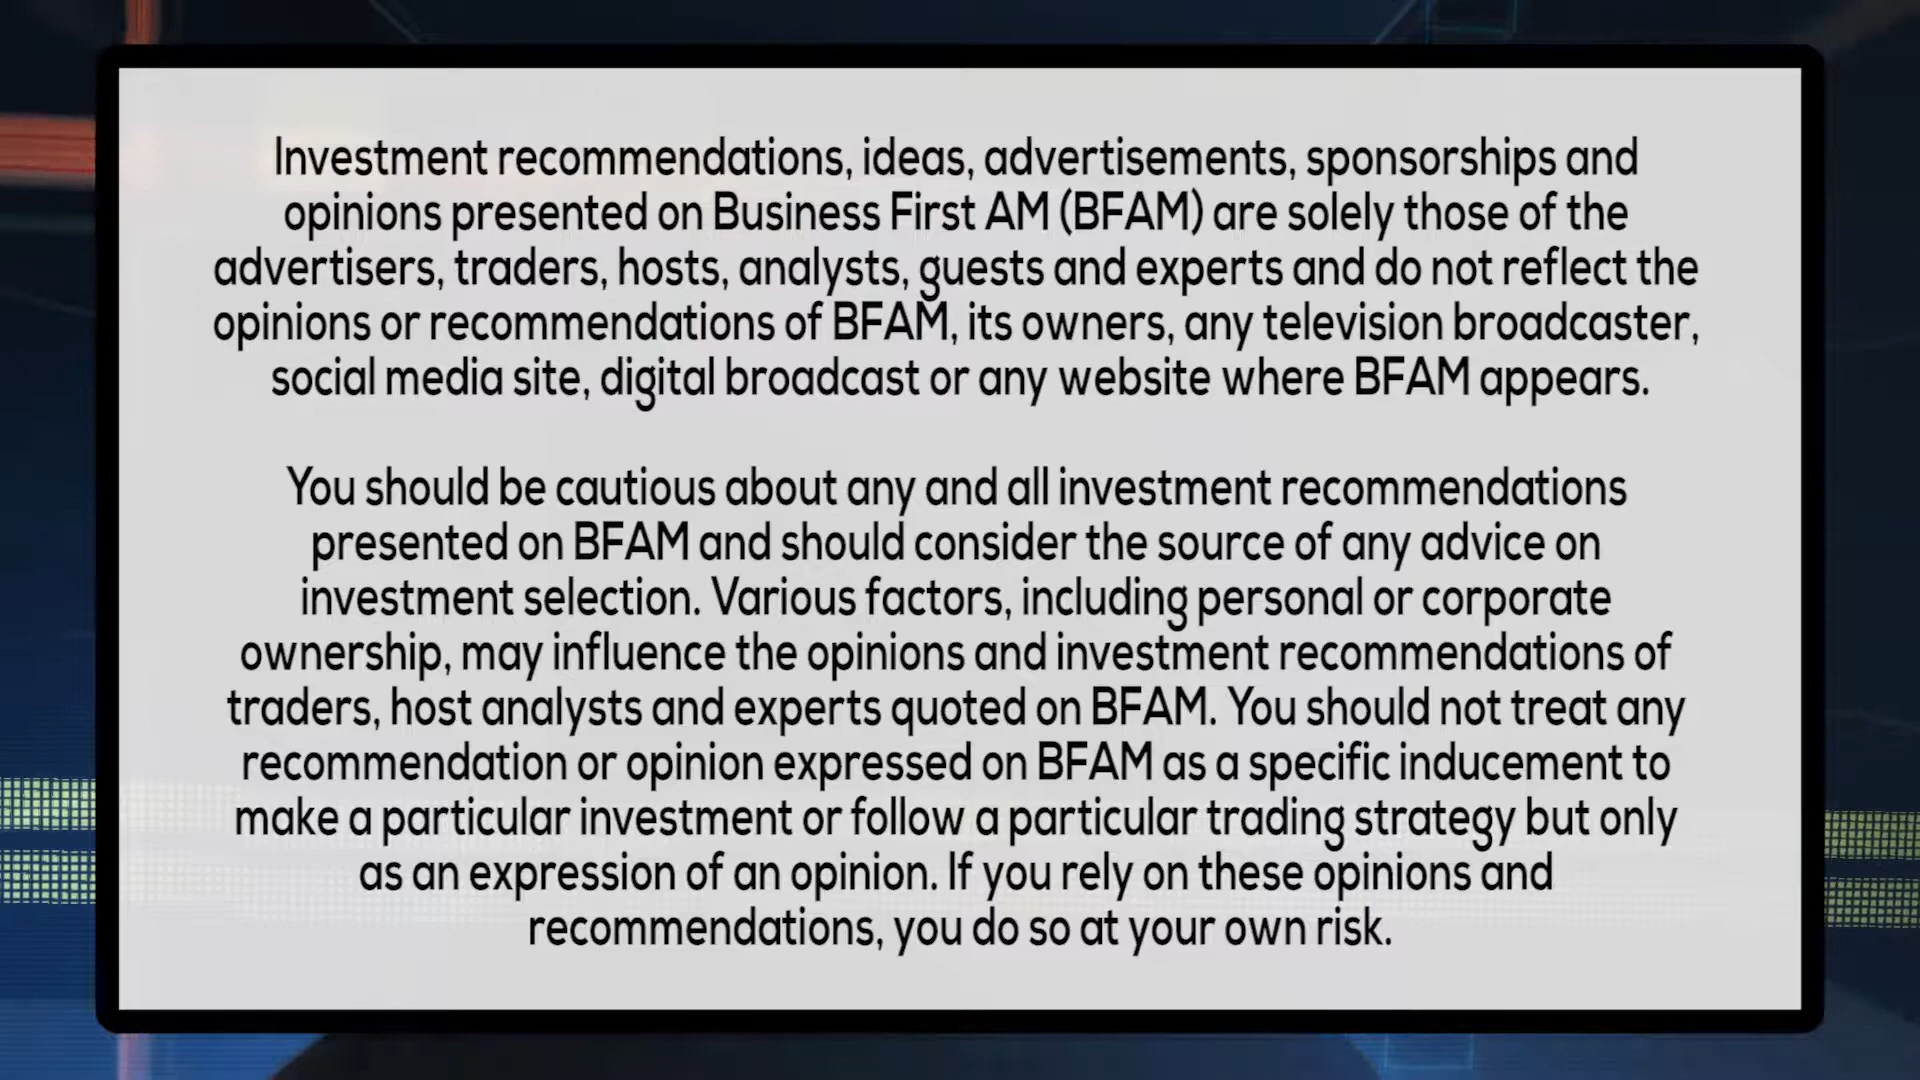 Investment recommendations, ideas, advertisements, sponsorships and
opinions presented on Business First AM (BFAM) are solely those of the
advertisers, traders, hosts, analysts, guests and experts and do not reflect the
opinions or recommendations of BFAM, its owners, any television broadcaster,
social media site, digital broadcast or any website where BFAM appears.
You should be cautious about any and all investment recommendations
presented on BFAM and should consider the source of any advice on
investment selection. Various factors, including personal or corporate
ownership, may influence the opinions and investment recommendations of
traders, host analysts and experts quoted on BFAM. You should not treat any
recommendation or opinion expressed on BFAM as a specific inducement to
make a particular investment or follow a particular trading strategy but only
as an expression of an opinion. If you rely on these opinions and
recommendations, you do so at your own risk.